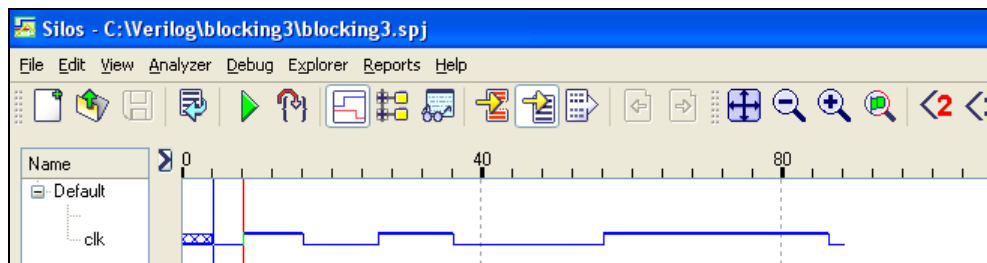 Silos - C:\Verilog\blocking3\blocking3.spj
File Edit View Analyzer Debug Explorer Reports Help
2
Name 0 40 80
Default
clk